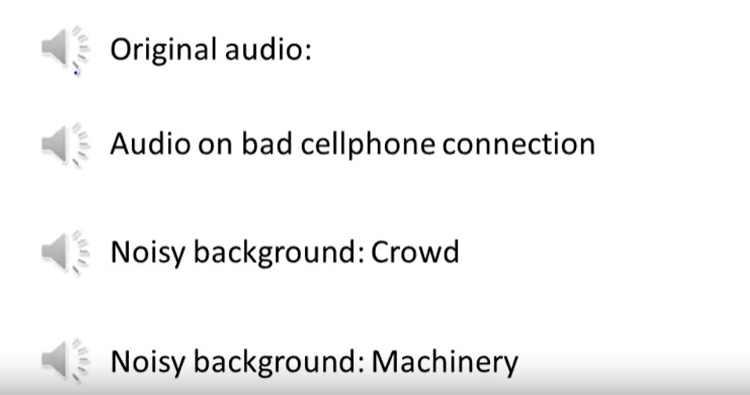 Original audio:
Audio on bad cellphone connection
Noisy background: Crowd
Noisy background: Machinery